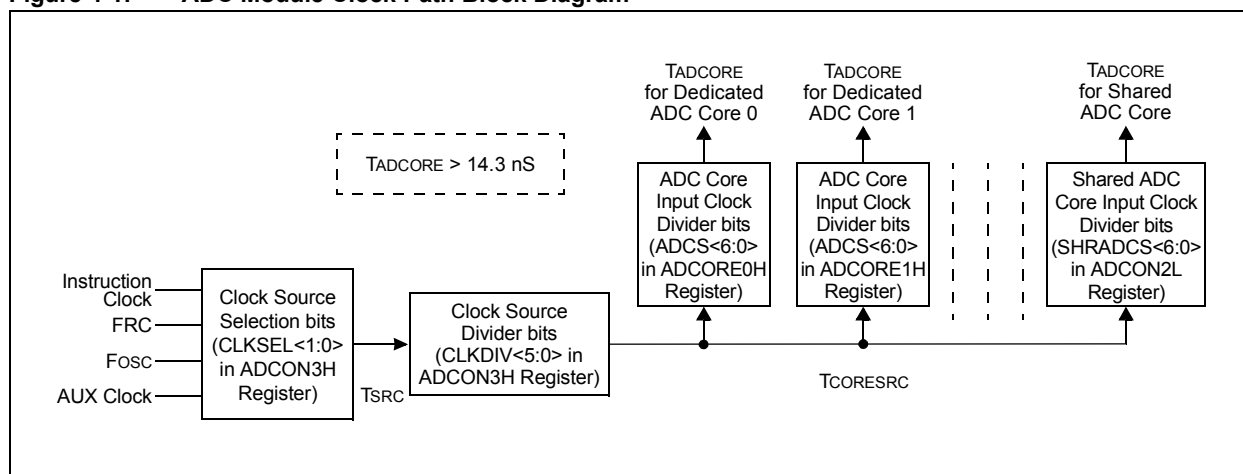 Figure 4-1: ADC Module Clock Path Block Diagram
TADCORE
for Dedicated
ADC Core 0
TADCORE
for Dedicated
ADC Core 1
TADCORE
for Shared
ADC Core
TADCORE > 14.3 nS
ADC Core
Input Clock
Divider bits
(ADCS<6:0>
in ADCORE0H
Register)
ADC Core
Input Clock
Divider bits
(ADCS<6:0>
in ADCORE1H
Register)
Shared ADC
Core Input Clock
Divider bits
(SHRADCS<6:0>
in ADCON2L
Register)
Instruction
Clock
FRC
FOSC
AUX Clock
Clock Source
Selection bits
(CLKSEL<1:0>
in ADCON3H
Register)
TSRC
Clock Source
Divider bits
(CLKDIV<5:0> in
ADCON3H Register)
TCORESRC